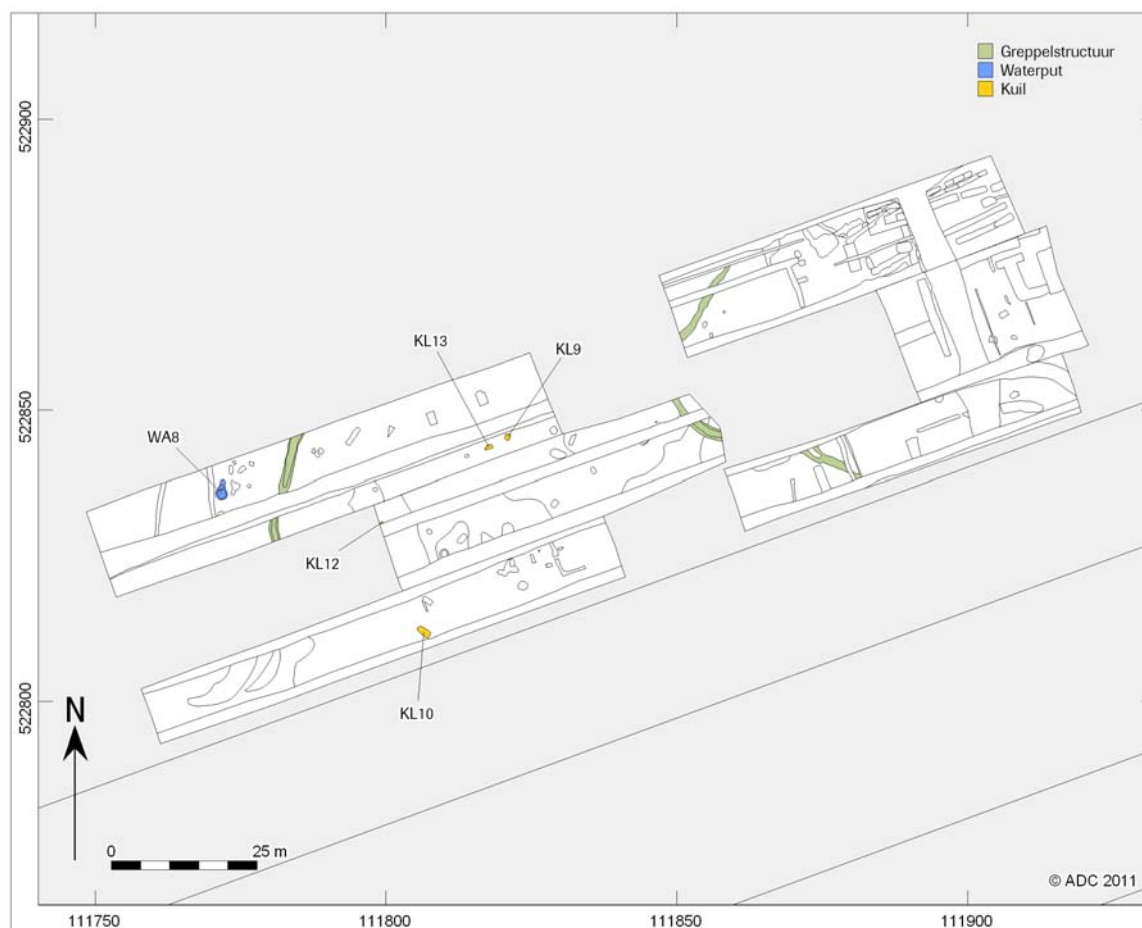 Greppelstructuur
Waterput
Kuil
522900
KL13
KL9
522850
WA8
KL12
522800
KL10
N
0
25 m
© ADC 2011
111750
111800
111850
111900